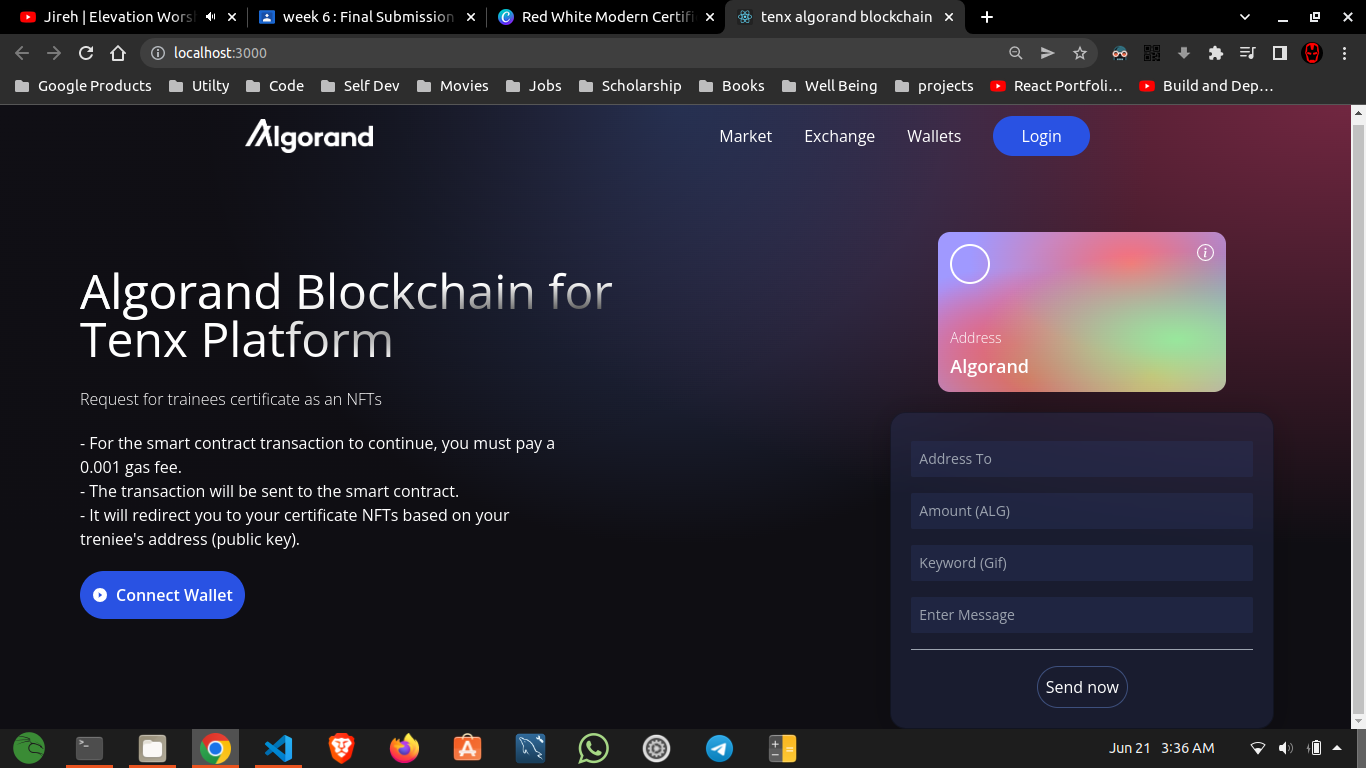 Jireh | Elevation Wors
week 6 : Final Submission
Red White Modern Certifi
tenx algorand blockchain
localhost:3000
Google Products
Utilty
Code
Self Dev
Movies
Jobs
Scholarship
Books
Well Being
projects
React Portfoli…
Build and Dep…
Algorand
Market
Exchange
Wallets
Login
Algorand Blockchain for
Tenx Platform
Request for trainees certificate as an NFTs
- For the smart contract transaction to continue, you must pay a
0.001 gas fee.
- The transaction will be sent to the smart contract.
- It will redirect you to your certificate NFTs based on your
treniee's address (public key).
Connect Wallet
Address
Algorand
Address To
Amount (ALG)
Keyword (Gif)
Enter Message
Send now
Jun 21 3:36 AM